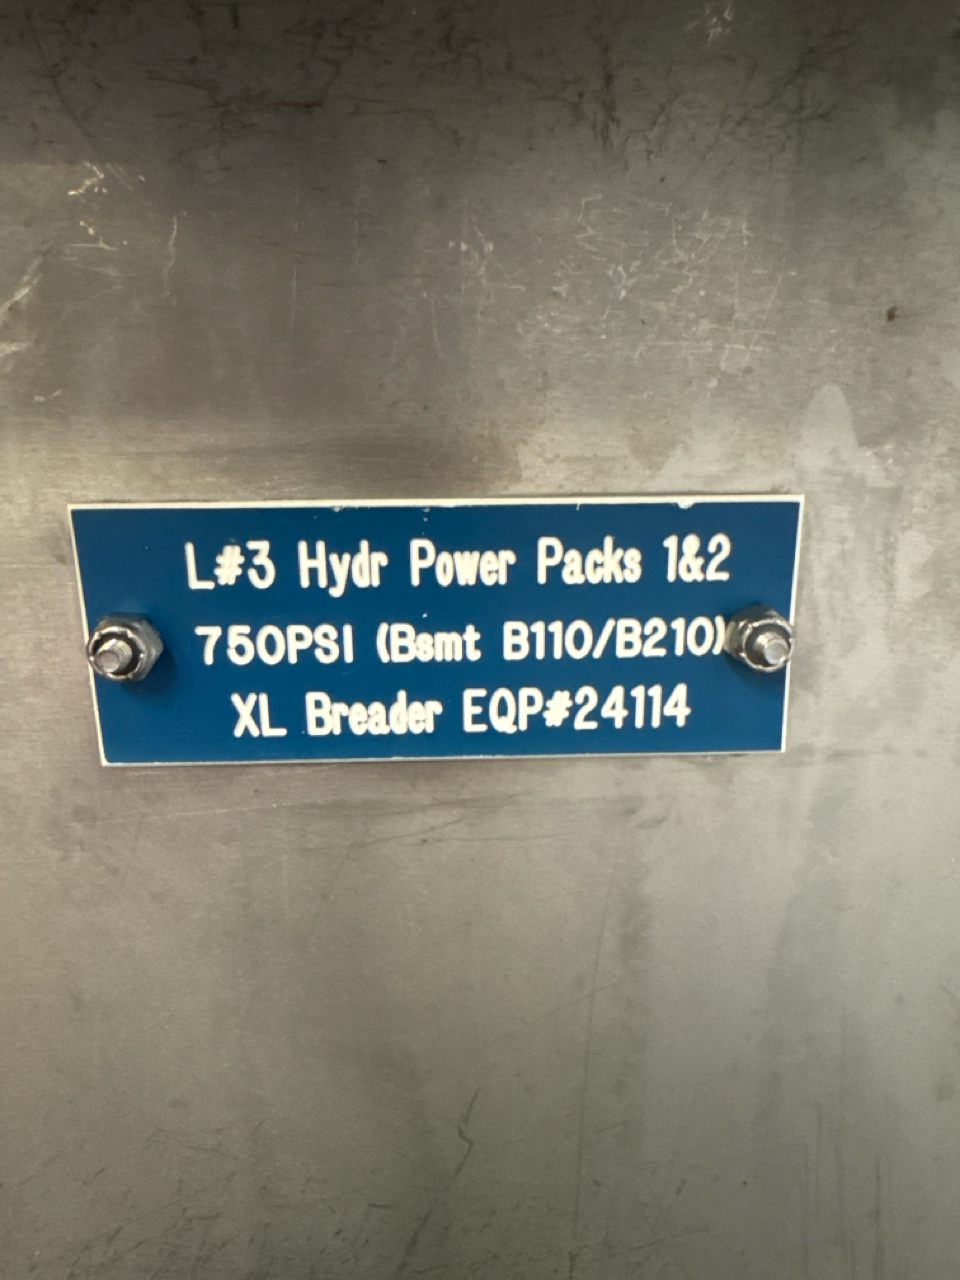 L#3 Hydr Power Packs 1&2
750PSI (Bsmt B110/B210)
XL Breader EQP#24114